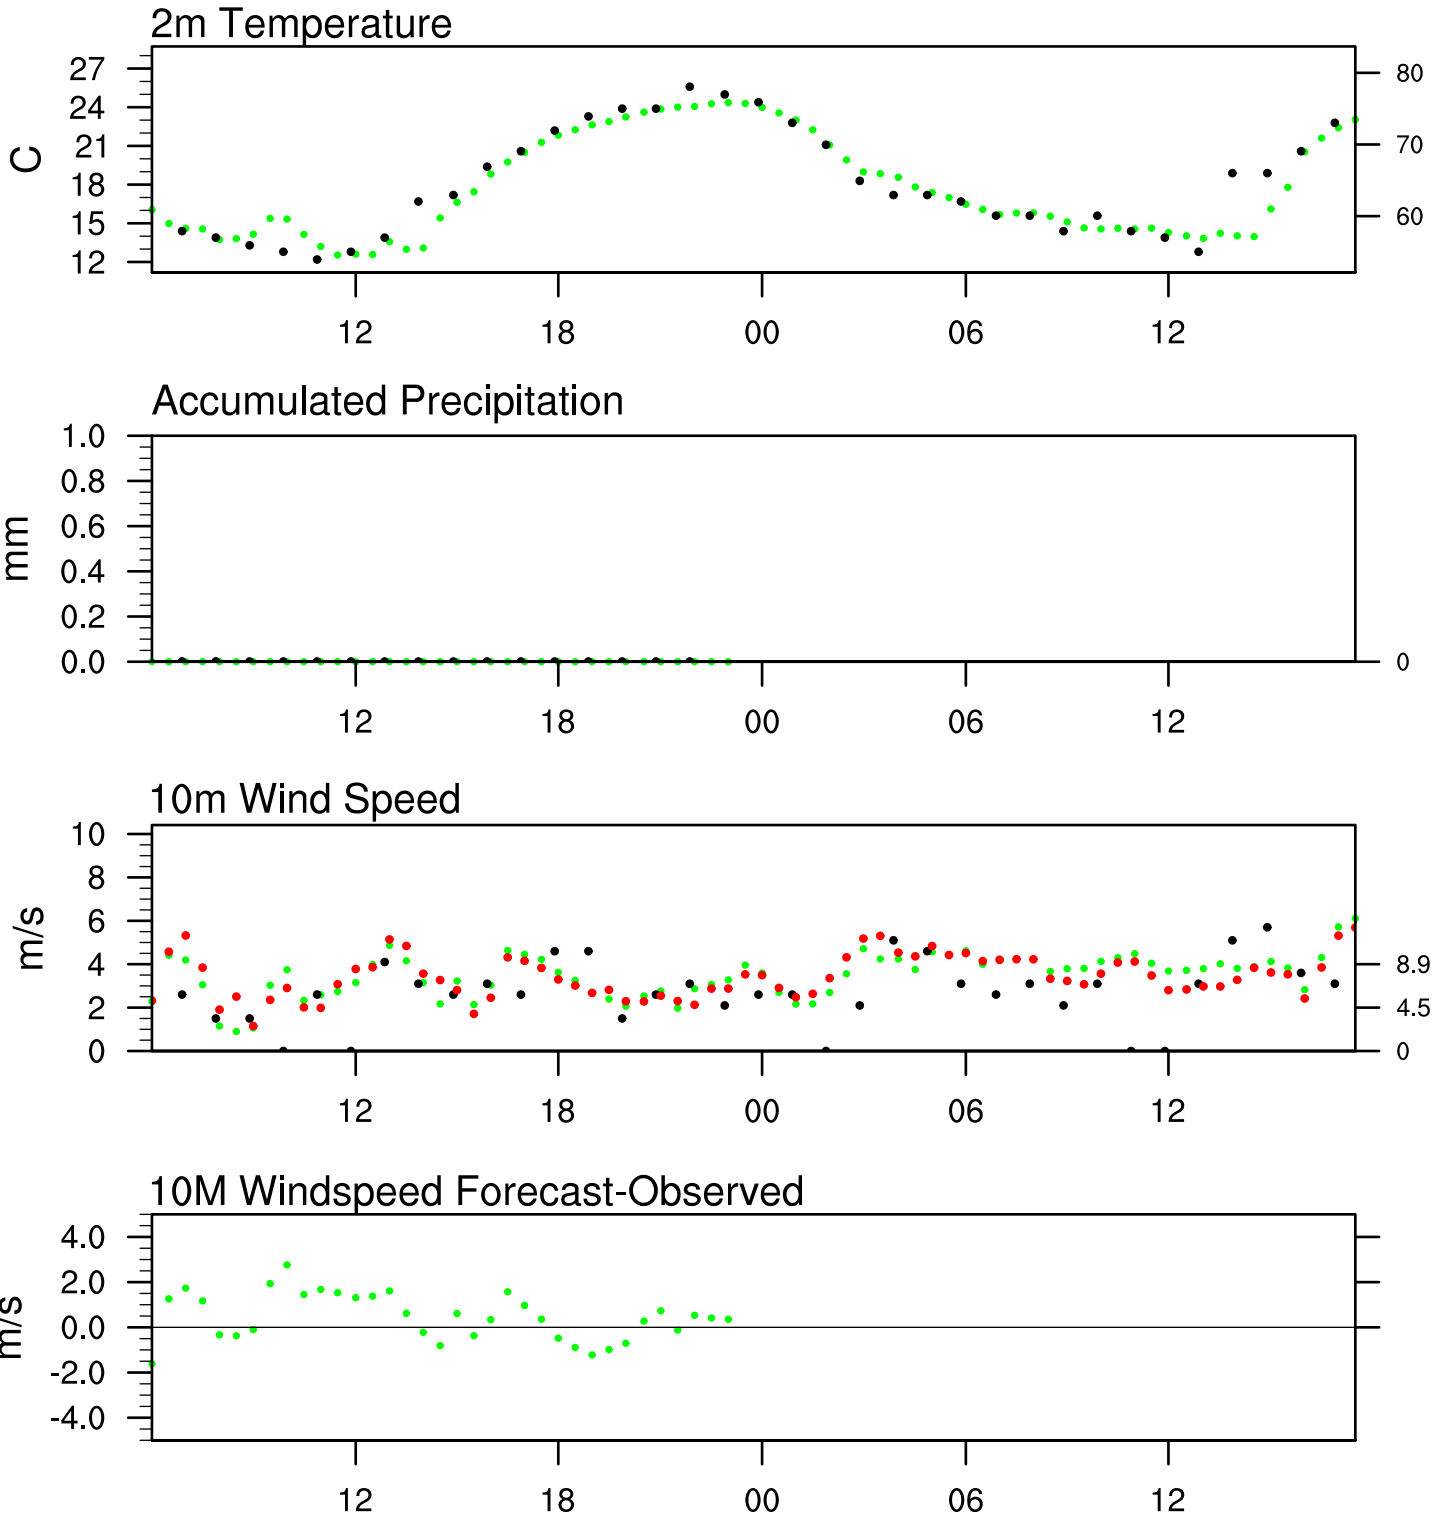 2m Temperature
27 80
24
21 70
C
18
15 60
12
12 18 00 06 12
Accumulated Precipitation
1.0
0.8
0.6
mm
0.4
0.2
0.0 0
12 18 00 06 12
10m Wind Speed
10
8
6
m/s
4 8.9
2 4.5
0 0
12 18 00 06 12
10M Windspeed Forecast-Observed
4.0
2.0
0.0
m/s
-2.0
-4.0
12 18 00 06 12